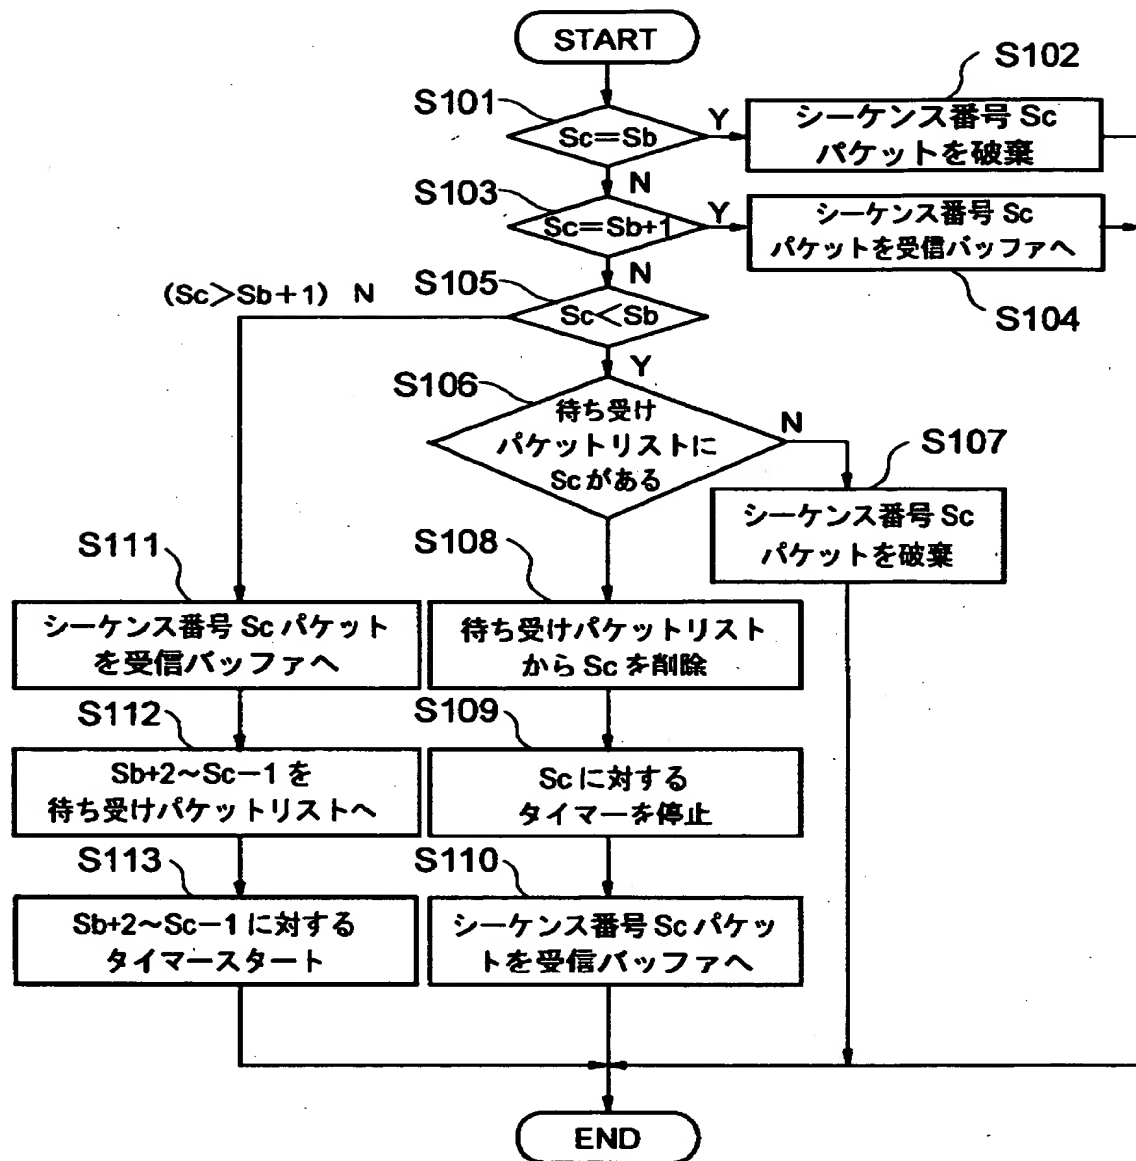 START
S101
Sc=Sb
Y
S102
シーケンス番号 Sc
パケットを破棄
N
S103
Sc=Sb+1
Y
シーケンス番号 Sc
パケットを受信バッファへ
S104
N
S105
(Sc>Sb+1) N
Sc<Sb
Y
S106
待ち受け
パケットリストに
Scがある
N
S107
シーケンス番号 Sc
パケットを破棄
S111
シーケンス番号 Sc パケット
を受信バッファへ
S108
待ち受けパケットリスト
から Sc を削除
S112
Sb+2~Sc-1 を
待ち受けパケットリストへ
S109
Sc に対する
タイマーを停止
S113
Sb+2~Sc-1 に対する
タイマースタート
S110
シーケンス番号 Sc パケッ
トを受信バッファへ
END